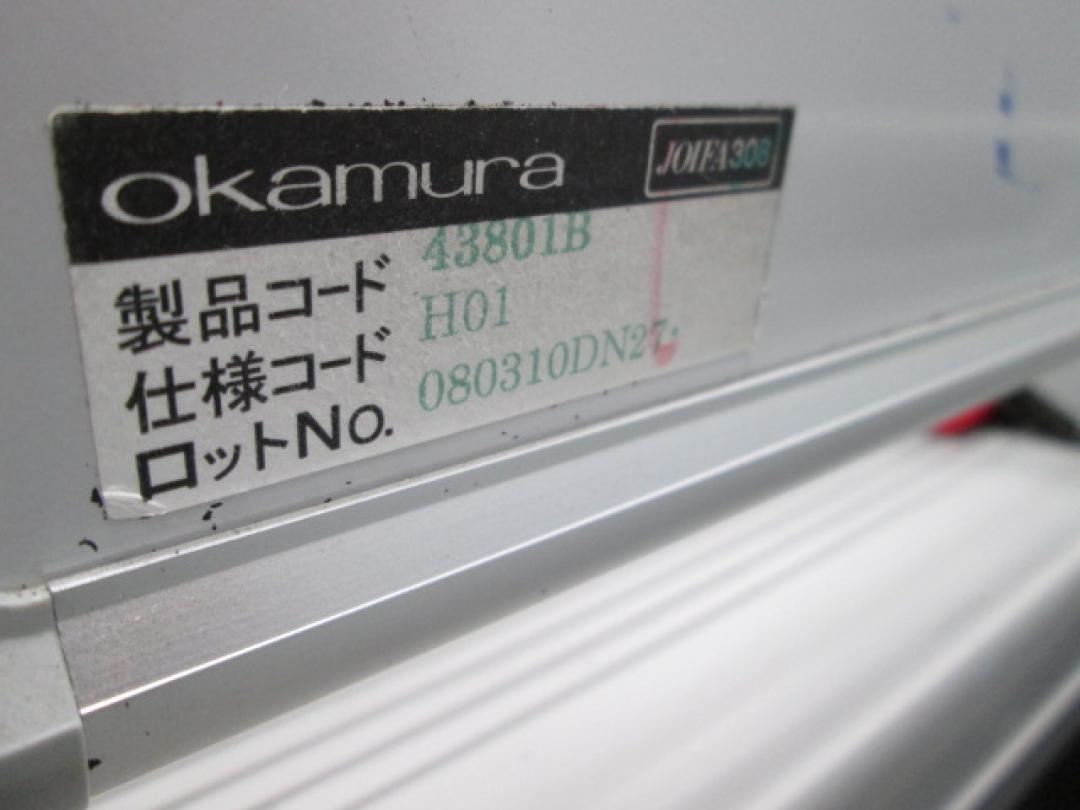 okamura JOIFA308
製品コード 43801B
仕様コード H01
ロットNo. 080310DN27